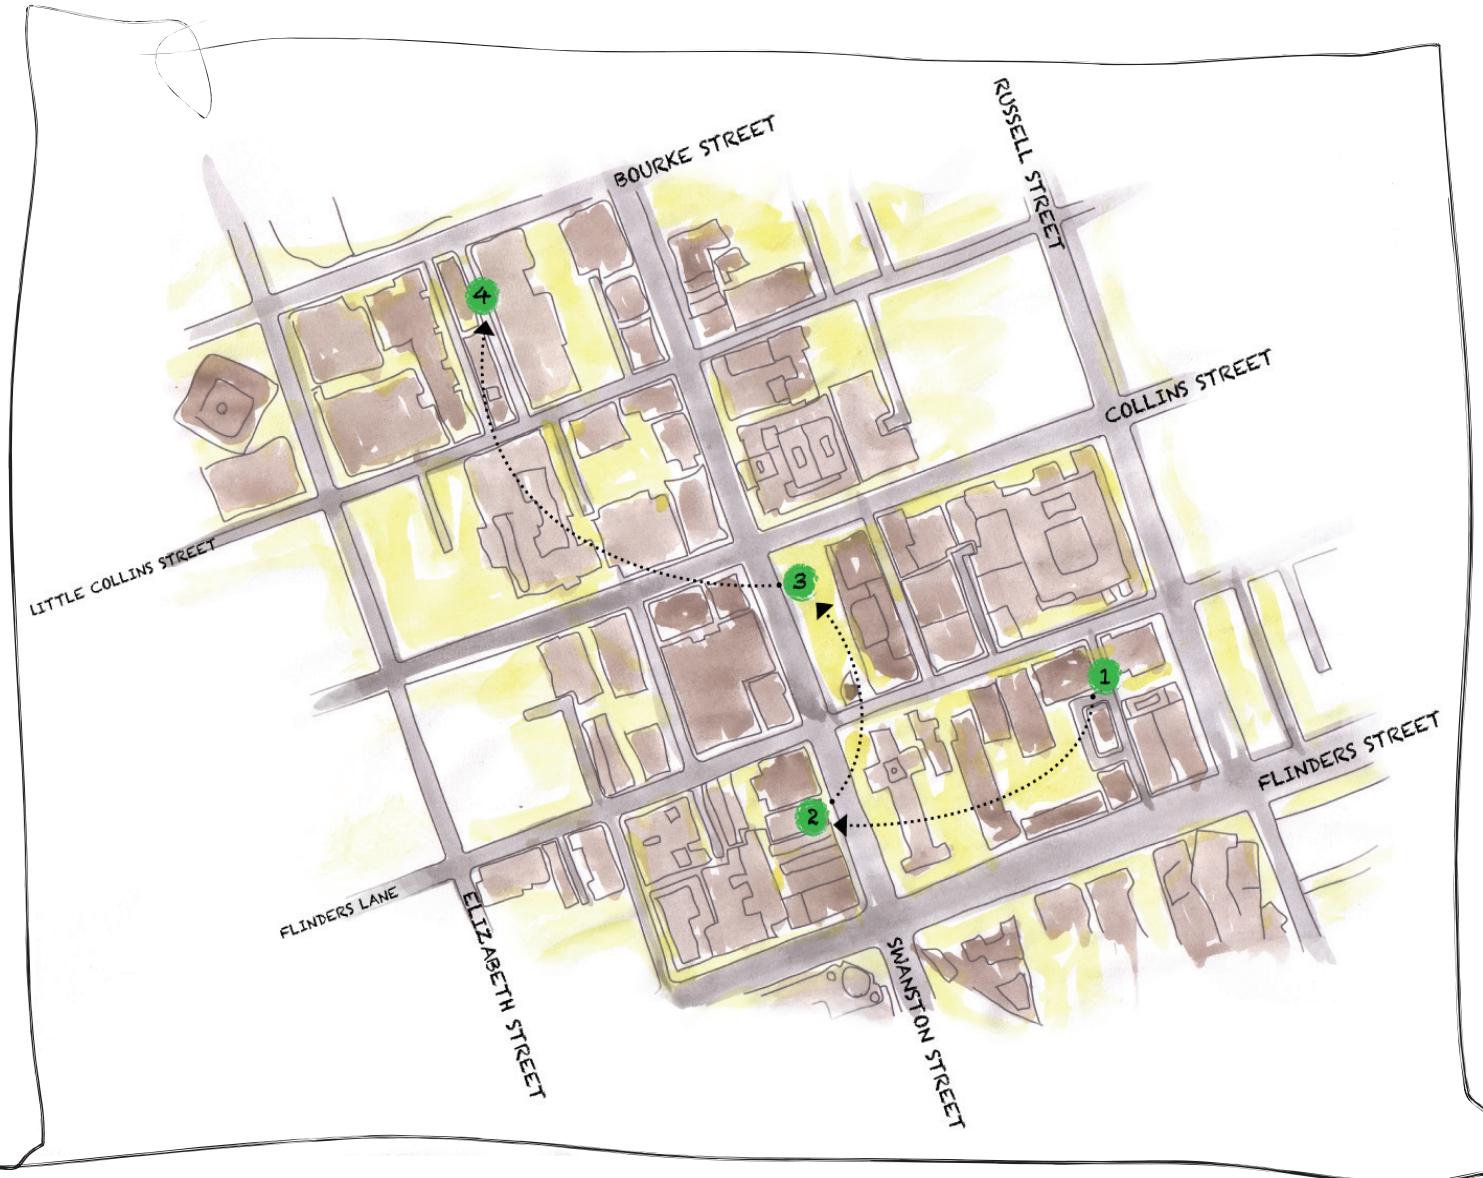 BOURKE STREET
RUSSELL STREET
4
COLLINS STREET
LITTLE COLLINS STREET
3
1
FLINDERS STREET
2
FLINDERS LANE
ELIZABETH STREET
SWANSTON STREET